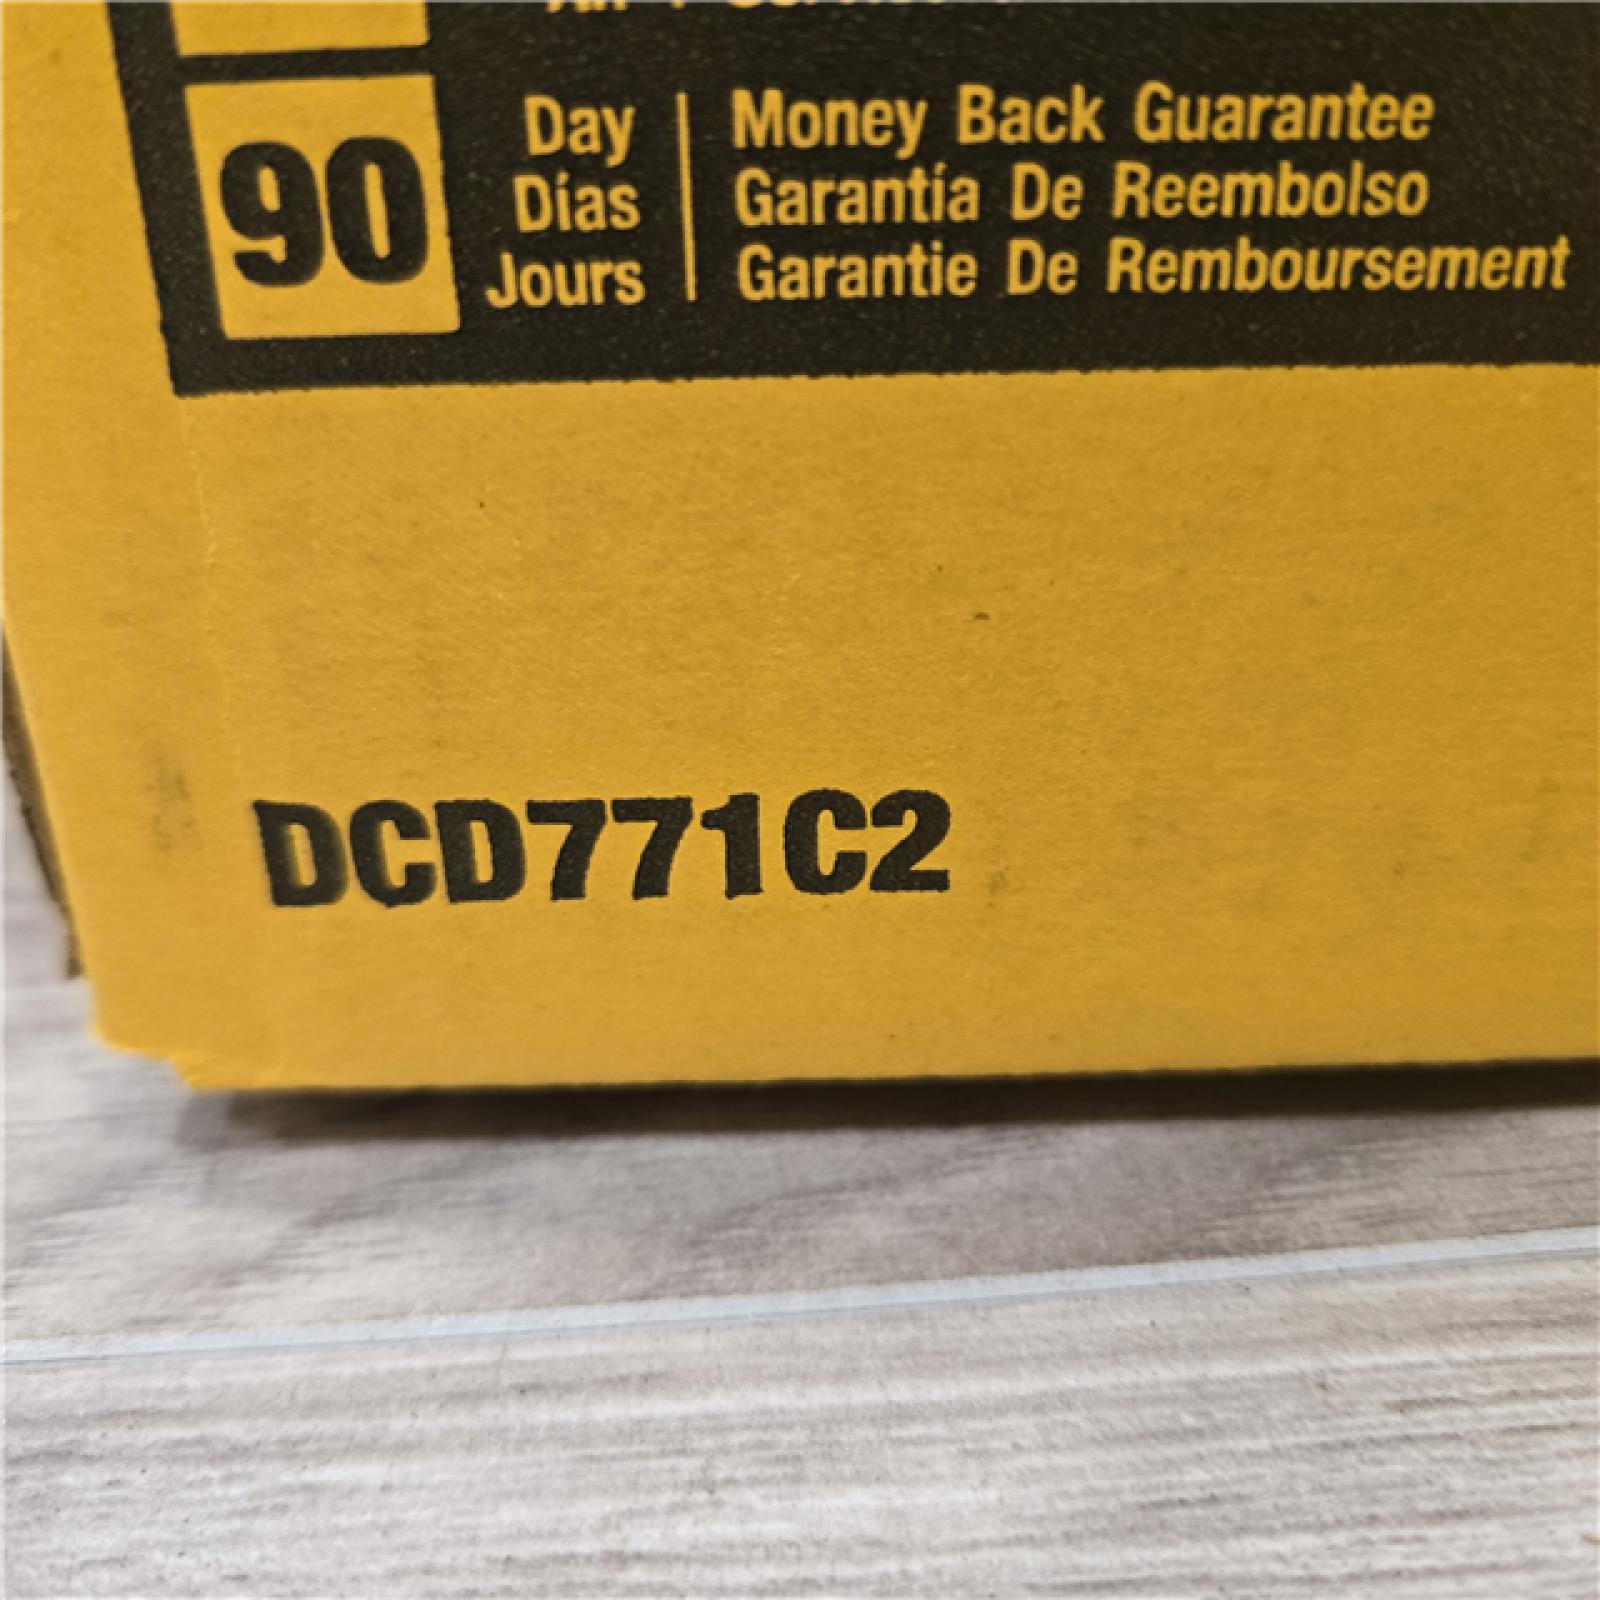 90
Day
Días
Jours
Money Back Guarantee
Garantía De Reembolso
Garantie De Remboursement
DCD771C2